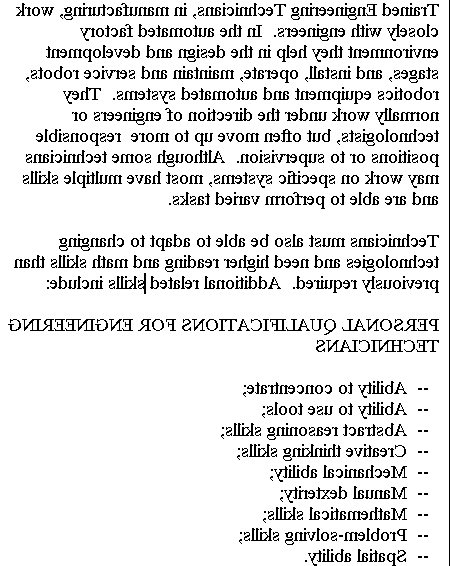 Trained Engineering Technicians, in manufacturing, work
closely with engineers.  In the automated factory
environment they help in the design and development
stages, and install, operate, maintain and service robots,
robotics equipment and automated systems.  They
normally work under the direction of engineers or
technologists, but often move up to more  responsible
positions or to supervision.  Although some technicians
may work on specific systems, most have multiple skills
and are able to perform varied tasks.

Technicians must also be able to adapt to changing
technologies and need higher reading and math skills than
previously required.  Additional related skills include:

PERSONAL QUALIFICATIONS FOR ENGINEERING
TECHNICIANS

--  Ability to concentrate;
--  Ability to use tools;
--  Abstract reasoning skills;
--  Creative thinking skills;
--  Mechanical ability;
--  Manual dexterity;
--  Mathematical skills;
--  Problem-solving skills;
--  Spatial ability.